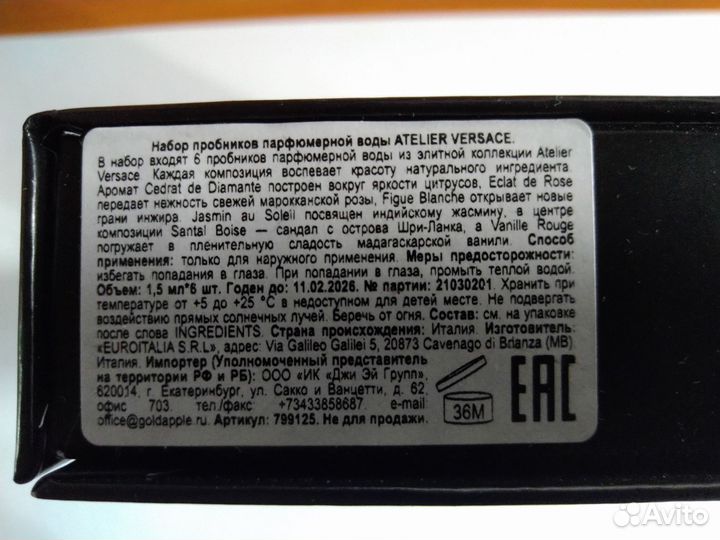 Набор пробников парфюмерной воды ATELIER VERSACE.
В набор входят 6 пробников парфюмерной воды из элитной коллекции Atelier
Versace. Каждая композиция воспевает красоту натурального ингредиента.
Аромат Cedrat de Diamante построен вокруг яркости цитрусов, Eclat de Rose
передает нежность свежей марокканской розы, Figue Blanche открывает новые
грани инжира. Jasmin au Soleil посвящен индийскому жасмину, в центре
композиции Santal Boise — сандал с острова Шри-Ланка, а Vanille Rouge
погружает в пленительную сладость мадагаскарской ванили. Способ
применения: только для наружного применения. Меры предосторожности:
избегать попадания в глаза. При попадании в глаза, промыть теплой водой.
Объем: 1,5 мл*6 шт. Годен до: 11.02.2026. № партии: 21030201. Хранить при
температуре от +5 до +25 °C в недоступном для детей месте. Не подвергать
воздействию прямых солнечных лучей. Беречь от огня. Состав: см. на упаковке
после слова INGREDIENTS. Страна происхождения: Италия. Изготовитель:
«EUROITALIA S.R.L», адрес: Via Galileo Galilei 5, 20873 Cavenago di Brianza (MB)
Италия. Импортер (Уполномоченный представитель
на территории РФ и РБ): ООО «ИК «Джи Эй Групп»,
620014, г. Екатеринбург, ул. Сакко и Ванцетти, д. 62,
офис 703. тел./факс: +73433858687. e-mail:
office@goldapple.ru. Артикул: 799125. Не для продажи.
36M
EAC
Avito